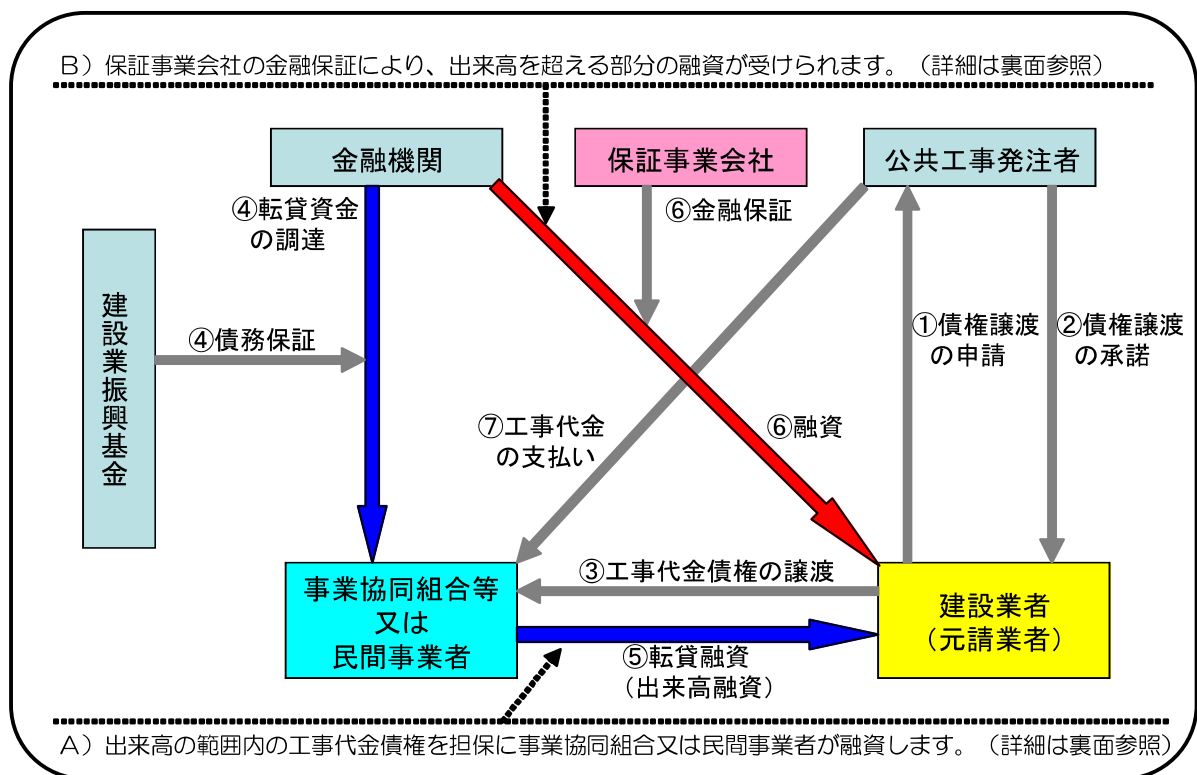 B）保証事業会社の金融保証により、出来高を超える部分の融資が受けられます。（詳細は裏面参照）
金融機関
保証事業会社
公共工事発注者
④転貸資金
の調達
⑥金融保証
建設業振興基金
④債務保証
①債権譲渡
の申請
②債権譲渡
の承諾
⑦工事代金
の支払い
⑥融資
③工事代金債権の譲渡
事業協同組合等
又は
民間事業者
建設業者
（元請業者）
⑤転貸融資
（出来高融資）
A）出来高の範囲内の工事代金債権を担保に事業協同組合又は民間事業者が融資します。（詳細は裏面参照）